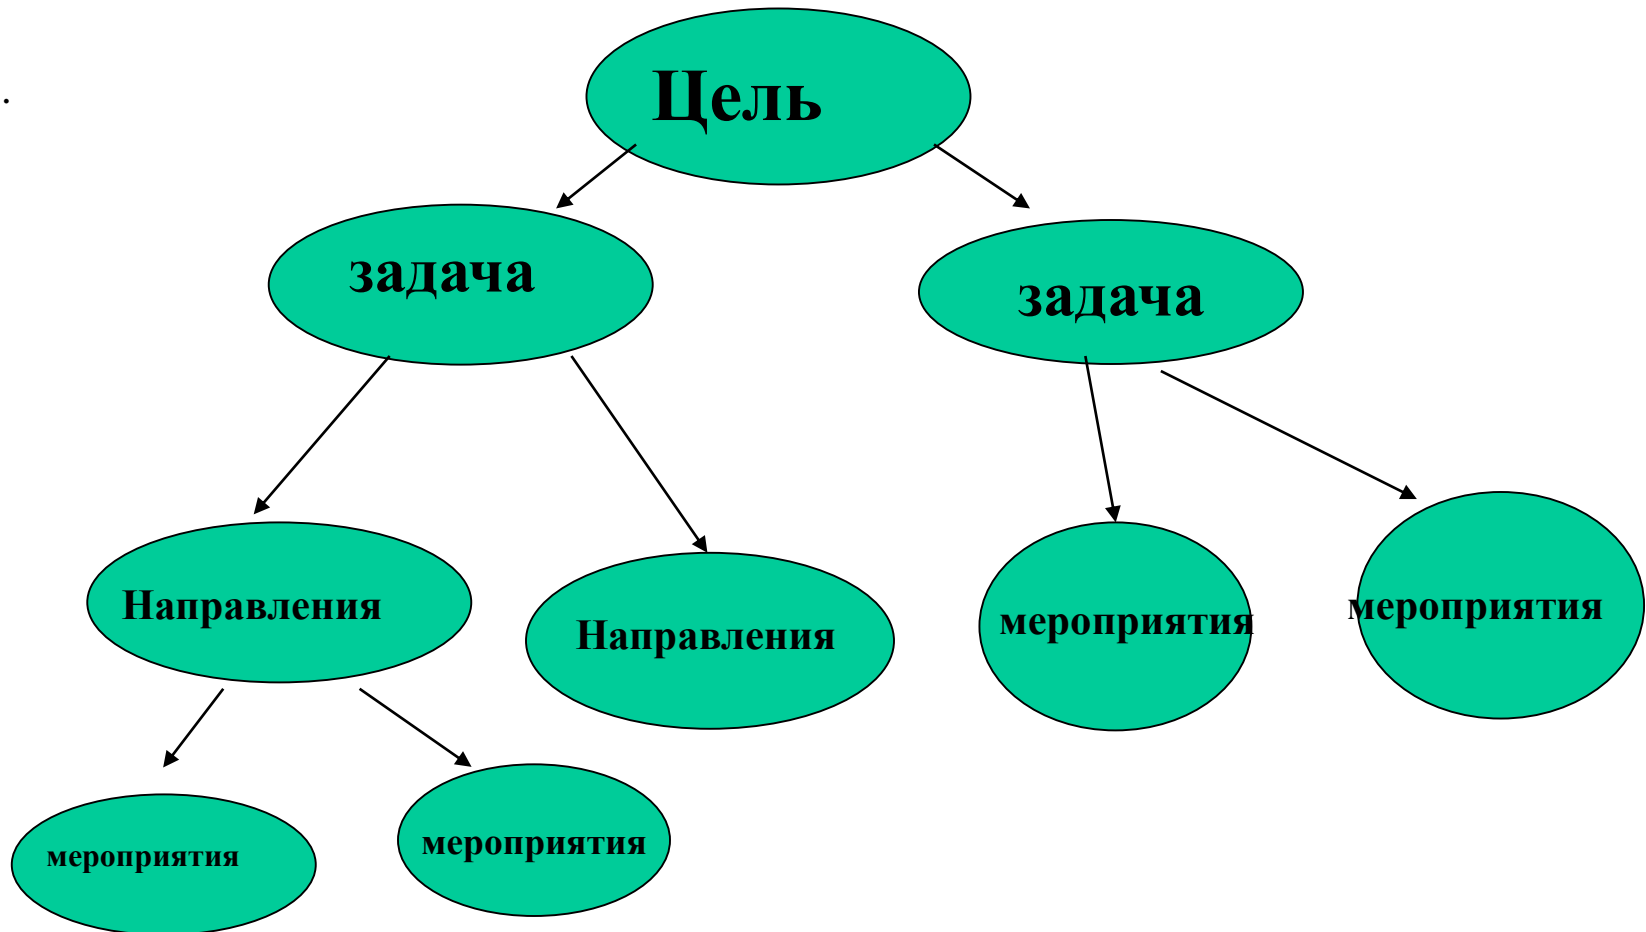 Цель
.
задача
задача
Направления
Направления
мероприятия
мероприятия
мероприятия
мероприятия